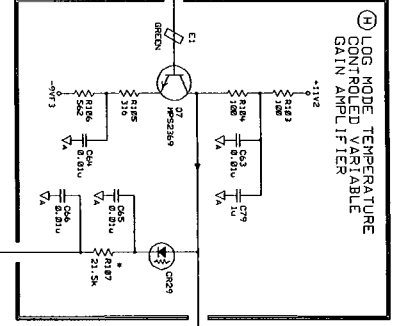 H LOG MODE TEMPERATURE
CONTROLED VARIABLE
GAIN AMPLIFIER
E1
GREEN
-9VF3
R106
562
R105
316
Q7
MPS2369
R104
100
R103
100
+11V2
C64
0.01u
A
C63
0.01u
A
C79
1u
A
C66
0.01u
A
C65
0.01u
A
R107 *
21.5k
CR29